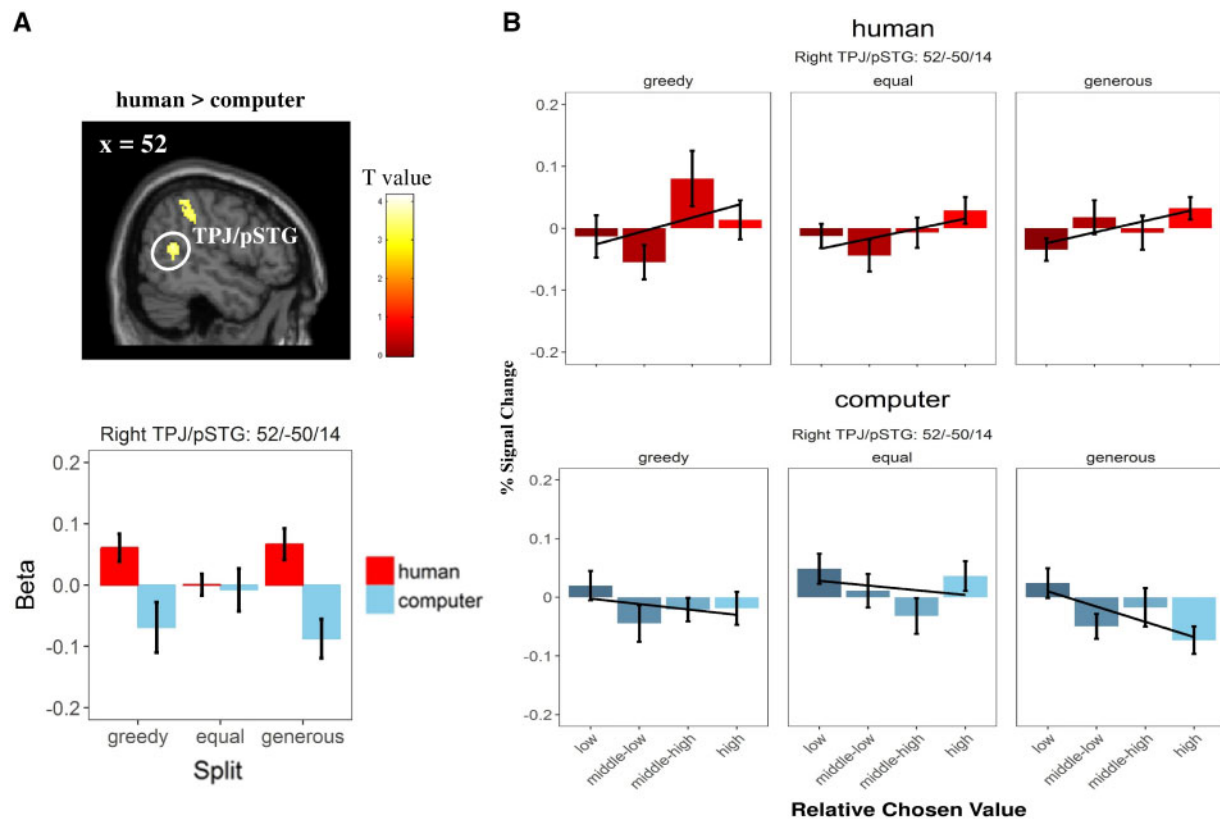 A
human > computer
x = 52
T value
TPJ/pSTG
4
3
2
1
0
Right TPJ/pSTG: 52/-50/14
0.2
0.1
0.0
-0.1
-0.2
Beta
greedy equal generous
Split
human
computer
B
human
Right TPJ/pSTG: 52/-50/14
greedy equal generous
0.2
0.1
0
-0.1
-0.2
% Signal Change
computer
Right TPJ/pSTG: 52/-50/14
greedy equal generous
0.2
0.1
0
-0.1
-0.2
low middle-low middle-high high
low middle-low middle-high high
low middle-low middle-high high
Relative Chosen Value